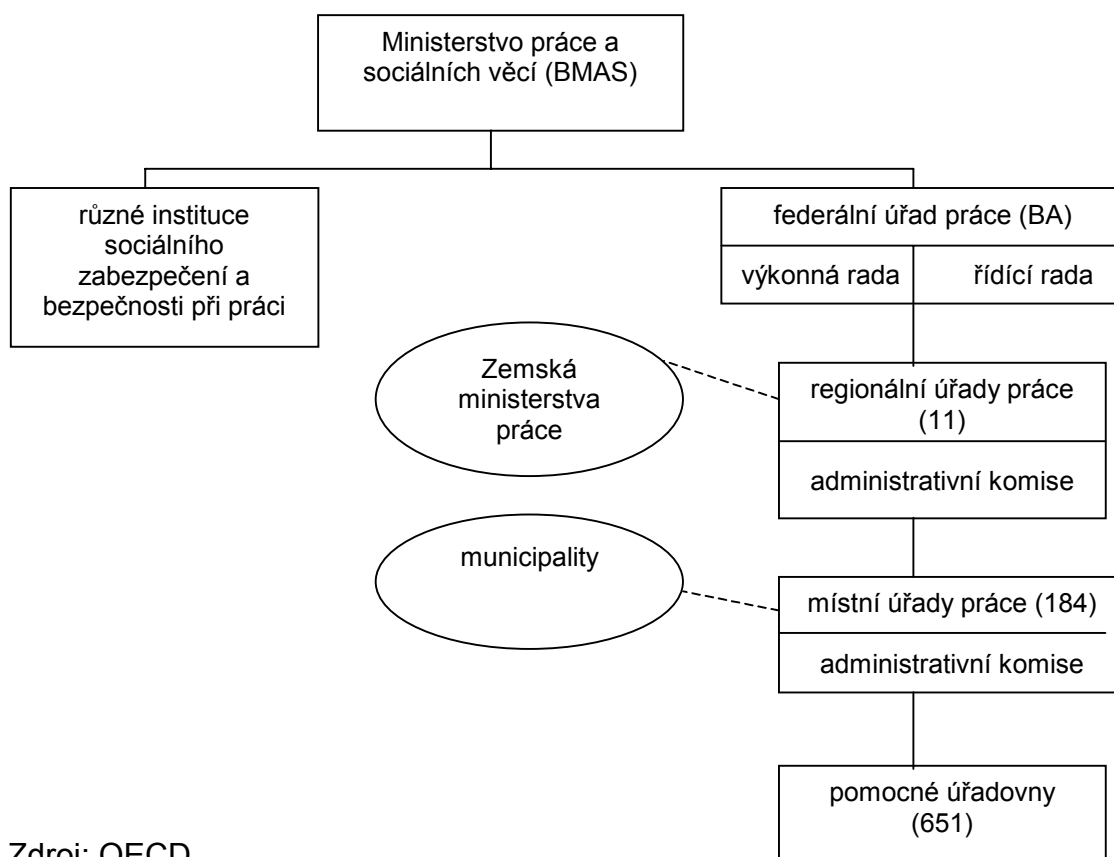 Ministerstvo práce a
sociálních věcí (BMAS)
různé instituce
sociálního
zabezpečení a
bezpečnosti při práci
federální úřad práce (BA)
výkonná rada
řídící rada
Zemská
ministerstva
práce
regionální úřady práce
(11)
administrativní komise
municipality
místní úřady práce (184)
administrativní komise
pomocné úřadovny
(651)
Zdroj: OECD